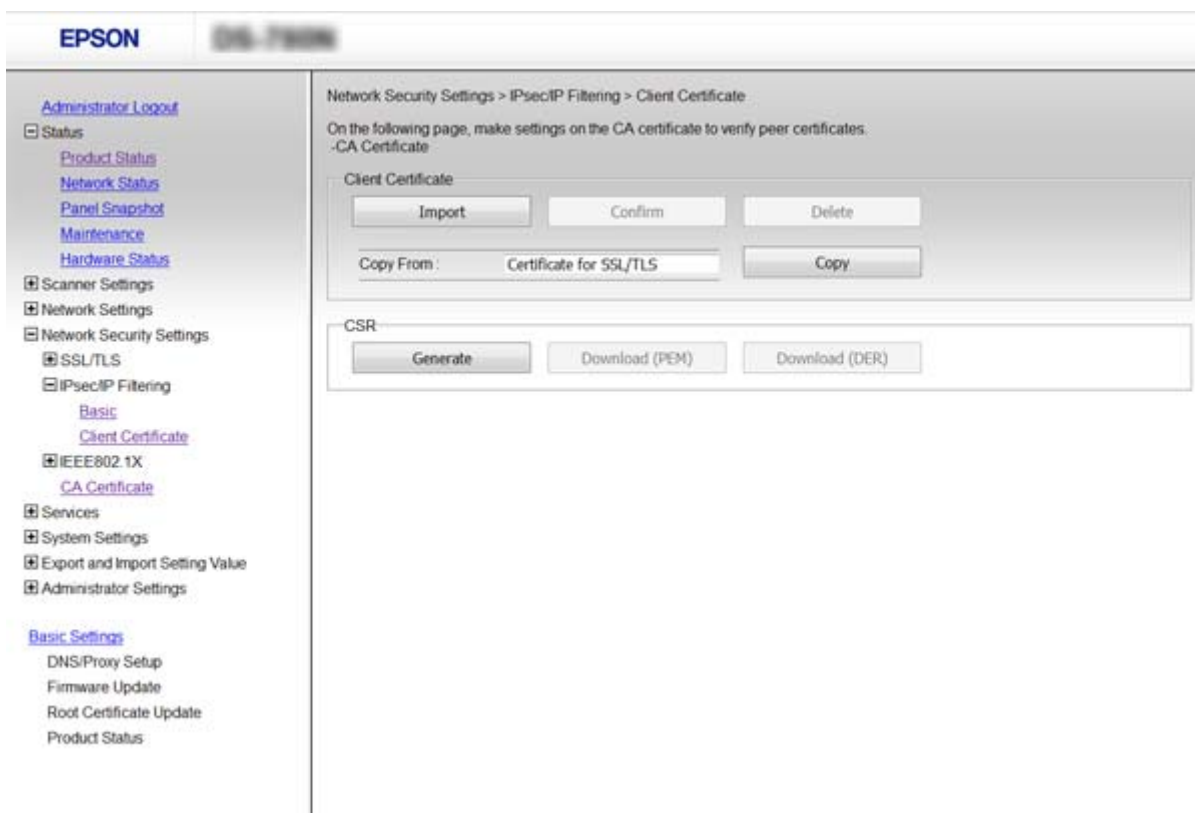 EPSON
Administrator Logout
Status
Product Status
Network Status
Panel Snapshot
Maintenance
Hardware Status
Scanner Settings
Network Settings
Network Security Settings
SSL/TLS
IPsec/IP Filtering
Basic
Client Certificate
IEEE802.1X
CA Certificate
Services
System Settings
Export and Import Setting Value
Administrator Settings
Basic Settings
DNS/Proxy Setup
Firmware Update
Root Certificate Update
Product Status
Network Security Settings > IPsec/IP Filtering > Client Certificate
On the following page, make settings on the CA certificate to verify peer certificates.
-CA Certificate
Client Certificate
Import Confirm Delete
Copy From : Certificate for SSL/TLS Copy
CSR
Generate Download (PEM) Download (DER)